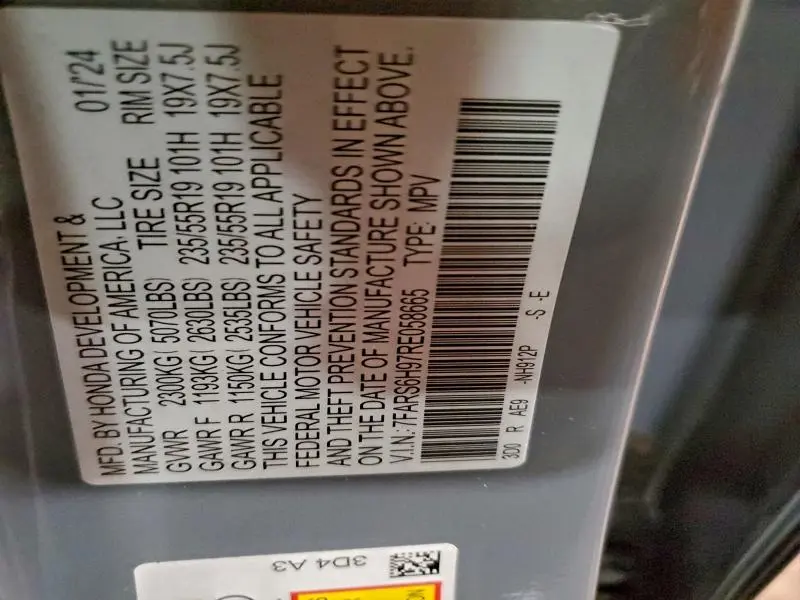 MFD. BY HONDA DEVELOPMENT &
MANUFACTURING OF AMERICA, LLC 01/'24
GVWR 2300KG( 5070LBS) TIRE SIZE RIM SIZE
GAWR F 1193KG( 2630LBS) 235/55R19 101H 19X7.5J
GAWR R 1150KG( 2535LBS) 235/55R19 101H 19X7.5J
THIS VEHICLE CONFORMS TO ALL APPLICABLE
FEDERAL MOTOR VEHICLE SAFETY
AND THEFT PREVENTION STANDARDS IN EFFECT
ON THE DATE OF MANUFACTURE SHOWN ABOVE.
V.I.N.: 7FARS6H97RE058665 TYPE: MPV
3D0 R AE9 -NH912P -S -E
3D4 A3